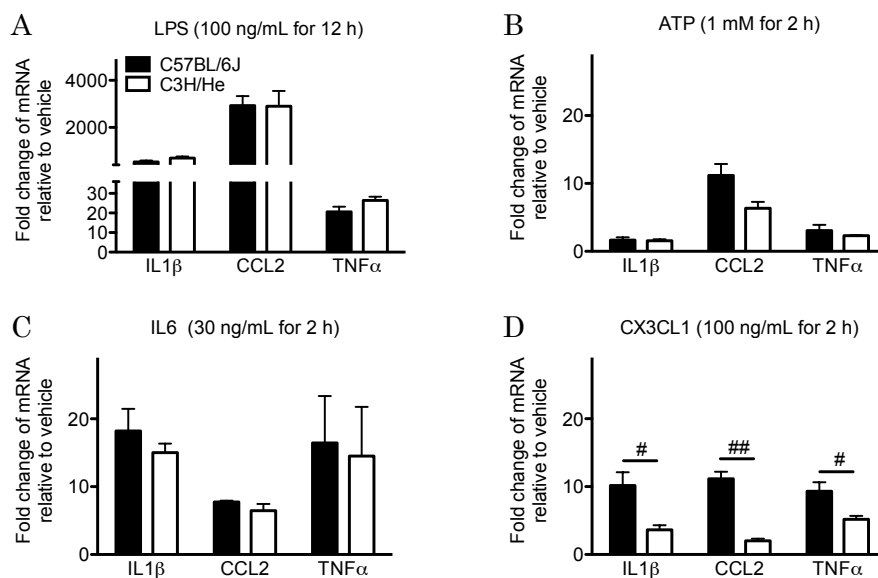 A
LPS (100 ng/mL for 12 h)
Fold change of mRNA
relative to vehicle
4000
2000
30
20
10
0
C57BL/6J
C3H/He
IL1β CCL2 TNFα
B
ATP (1 mM for 2 h)
Fold change of mRNA
relative to vehicle
20
10
0
IL1β CCL2 TNFα
C
IL6 (30 ng/mL for 2 h)
Fold change of mRNA
relative to vehicle
20
10
0
IL1β CCL2 TNFα
D
CX3CL1 (100 ng/mL for 2 h)
Fold change of mRNA
relative to vehicle
20
10
0
# ## #
IL1β CCL2 TNFα